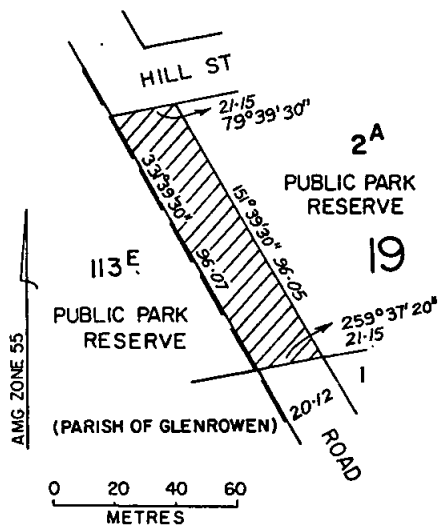 HILL ST
21·15
79°39'30"
2ᴬ
PUBLIC PARK
RESERVE
19
331°39'30"
96·07
151°39'30"
96·05
113ᴱ
PUBLIC PARK
RESERVE
259°37'20"
21·15
1
20·12
ROAD
AMG ZONE 55
(PARISH OF GLENROWEN)
0 20 40 60
METRES